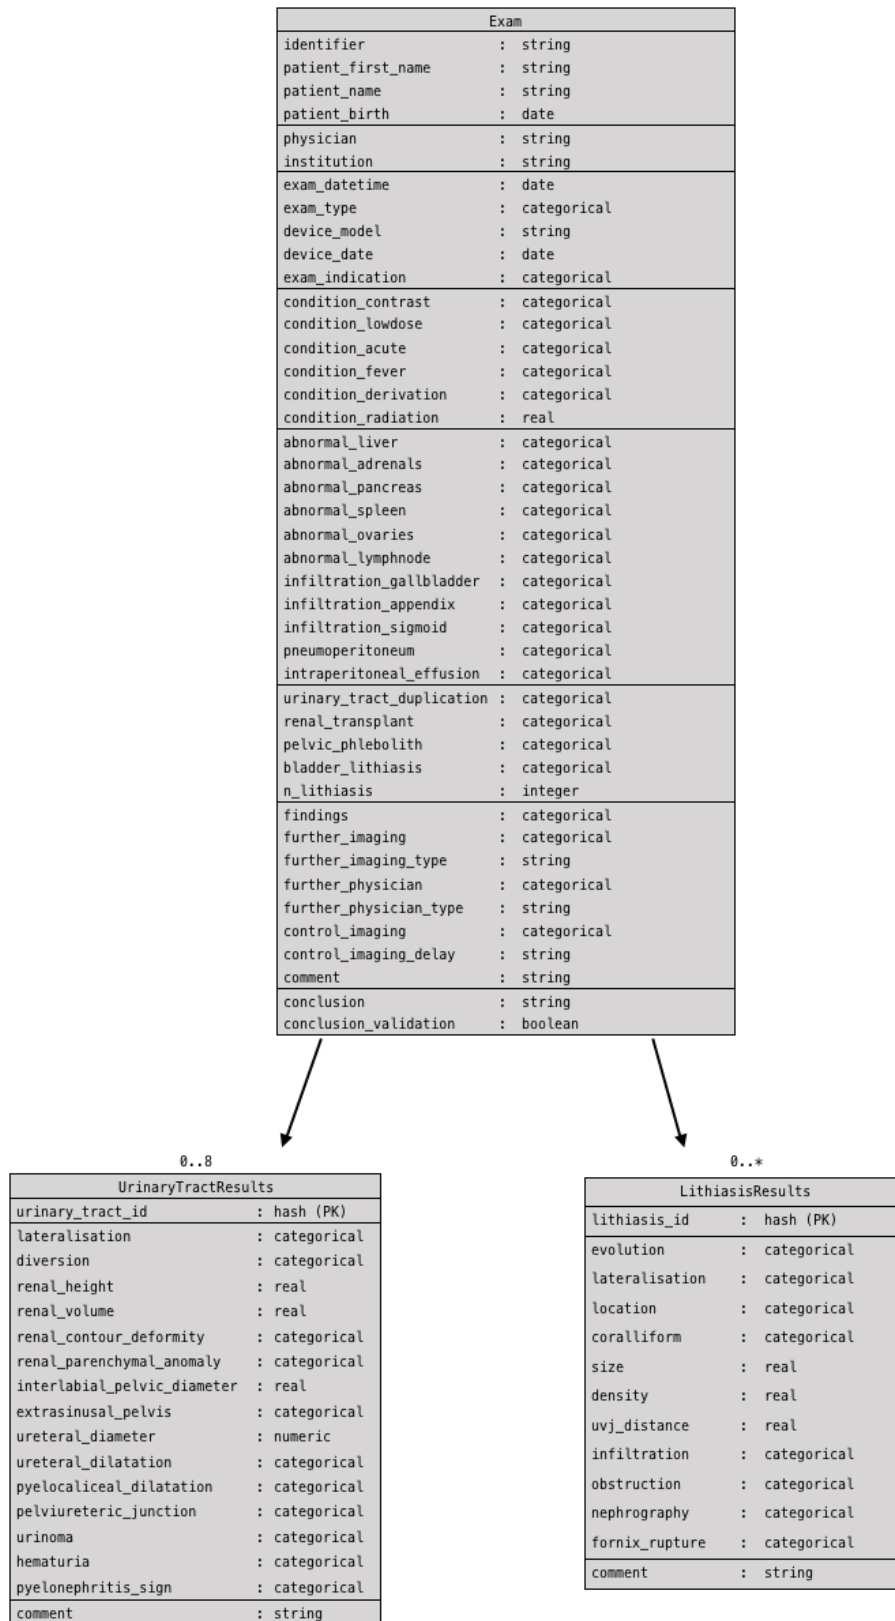 Exam
identifier : string
patient_first_name : string
patient_name : string
patient_birth : date
physician : string
institution : string
exam_datetime : date
exam_type : categorical
device_model : string
device_date : date
exam_indication : categorical
condition_contrast : categorical
condition_lowdose : categorical
condition_acute : categorical
condition_fever : categorical
condition_derivation : categorical
condition_radiation : real
abnormal_liver : categorical
abnormal_adrenals : categorical
abnormal_pancreas : categorical
abnormal_spleen : categorical
abnormal_ovaries : categorical
abnormal_lymphnode : categorical
infiltration_gallbladder : categorical
infiltration_appendix : categorical
infiltration_sigmoid : categorical
pneumoperitoneum : categorical
intraperitoneal_effusion : categorical
urinary_tract_duplication : categorical
renal_transplant : categorical
pelvic_phlebolith : categorical
bladder_lithiasis : categorical
n_lithiasis : integer
findings : categorical
further_imaging : categorical
further_imaging_type : string
further_physician : categorical
further_physician_type : string
control_imaging : categorical
control_imaging_delay : string
comment : string
conclusion : string
conclusion_validation : boolean
0..8
UrinaryTractResults
urinary_tract_id : hash (PK)
lateralisation : categorical
diversion : categorical
renal_height : real
renal_volume : real
renal_contour_deformity : categorical
renal_parenchymal_anomaly : categorical
interlabial_pelvic_diameter : real
extrasinusal_pelvis : categorical
ureteral_diameter : numeric
ureteral_dilatation : categorical
pyelocaliceal_dilatation : categorical
pelviureteric_junction : categorical
urinoma : categorical
hematuria : categorical
pyelonephritis_sign : categorical
comment : string
0..*
LithiasisResults
lithiasis_id : hash (PK)
evolution : categorical
lateralisation : categorical
location : categorical
coralliform : categorical
size : real
density : real
uvj_distance : real
infiltration : categorical
obstruction : categorical
nephrography : categorical
fornix_rupture : categorical
comment : string